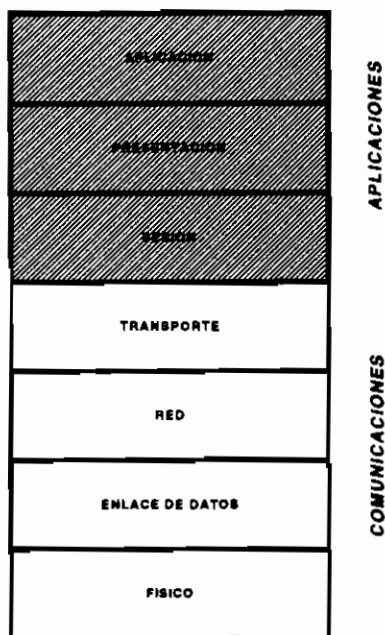 APLICACION
PRESENTACION
SESION
TRANSPORTE
RED
ENLACE DE DATOS
FISICO
APLICACIONES
COMUNICACIONES